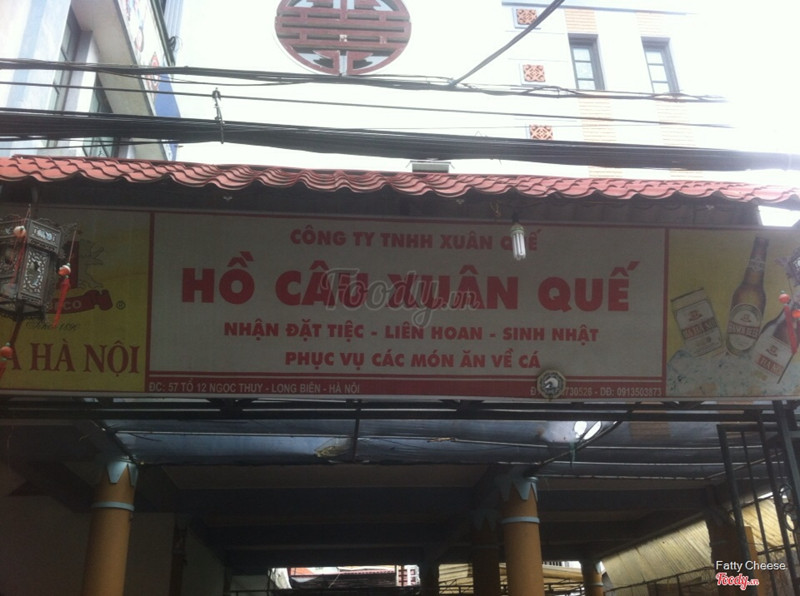 CÔNG TY TNHH XUÂN QUẾ
HỒ CÂU XUÂN QUẾ
NHẬN ĐẶT TIỆC - LIÊN HOAN - SINH NHẬT
PHỤC VỤ CÁC MÓN ĂN VỀ CÁ
HÀ NỘI
ĐC: 57 TỔ 12 NGỌC THỤY - LONG BIÊN - HÀ NỘI
DĐ: 0913503873
Foody.vn
Fatty Cheese.
Foody.vn